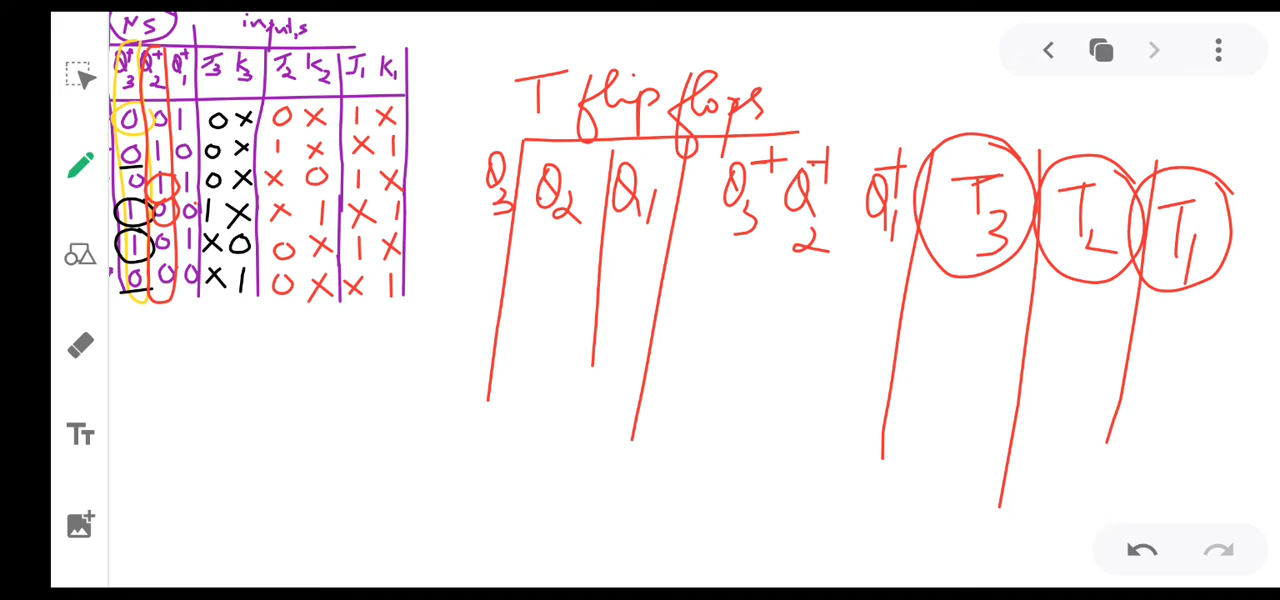 NS inputs
Q3+ Q2+ Q1+ J3 K3 J2 K2 J1 K1
0 0 1 0 X 0 X 1 X
0 1 0 0 X 1 X X 1
0 1 1 0 X X 0 1 X
1 0 0 1 X X 1 X 1
1 0 1 X 0 0 X 1 X
0 0 0 X 1 0 X X 1
T flip flops
Q3 Q2 Q1 Q3+ Q2+ Q1+ T3 T2 T1
Tт